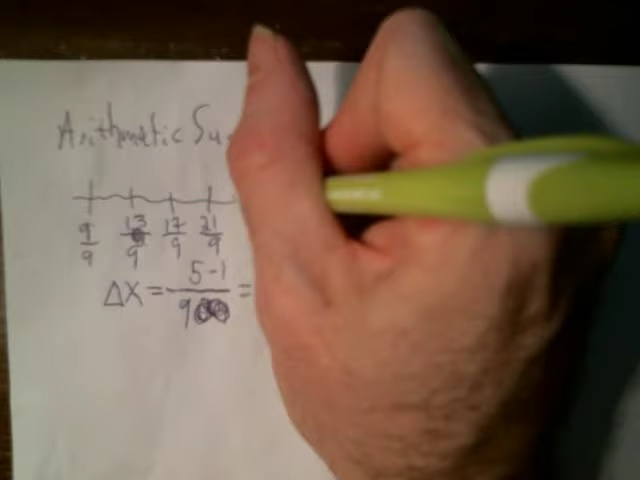 Arithmetic Su
9/9 13/9 17/9 21/9
Δx = 5-1/9 =